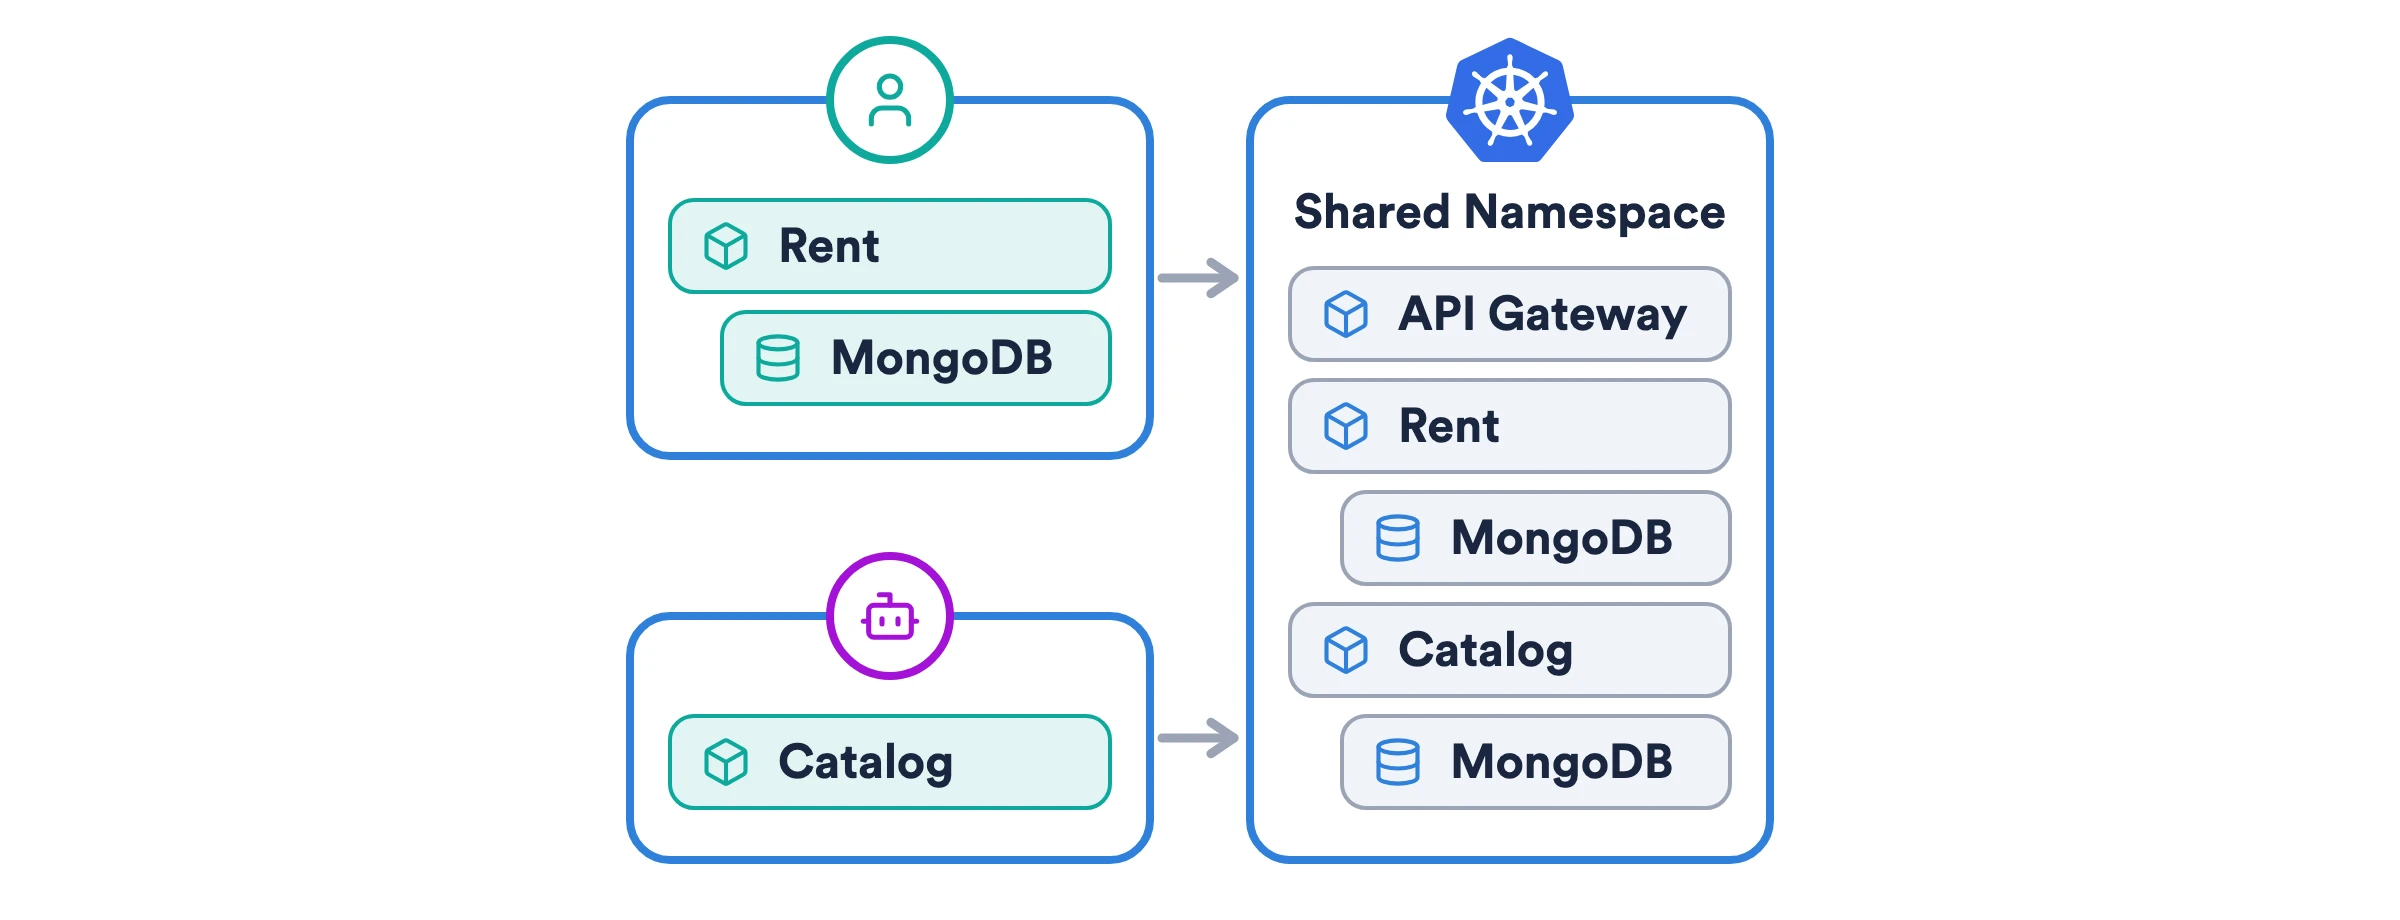 Rent
MongoDB
Catalog
Shared Namespace
API Gateway
Rent
MongoDB
Catalog
MongoDB